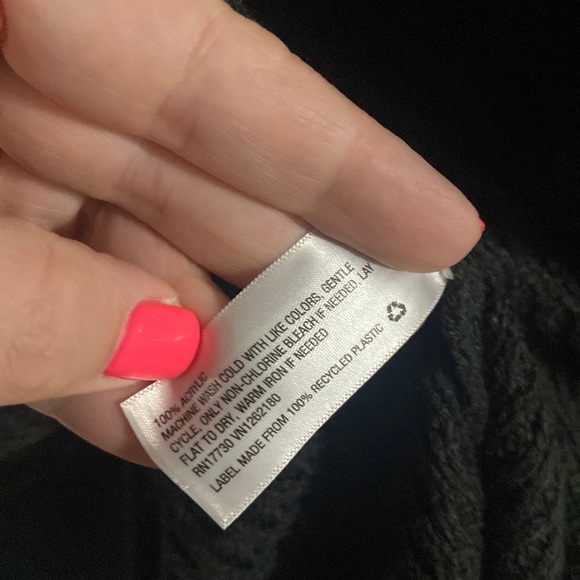 100% ACRYLIC
MACHINE WASH COLD WITH LIKE COLORS, GENTLE
CYCLE, ONLY NON-CHLORINE BLEACH IF NEEDED, LAY
FLAT TO DRY, WARM IRON IF NEEDED
RN17730 VN1262180
LABEL MADE FROM 100% RECYCLED PLASTIC